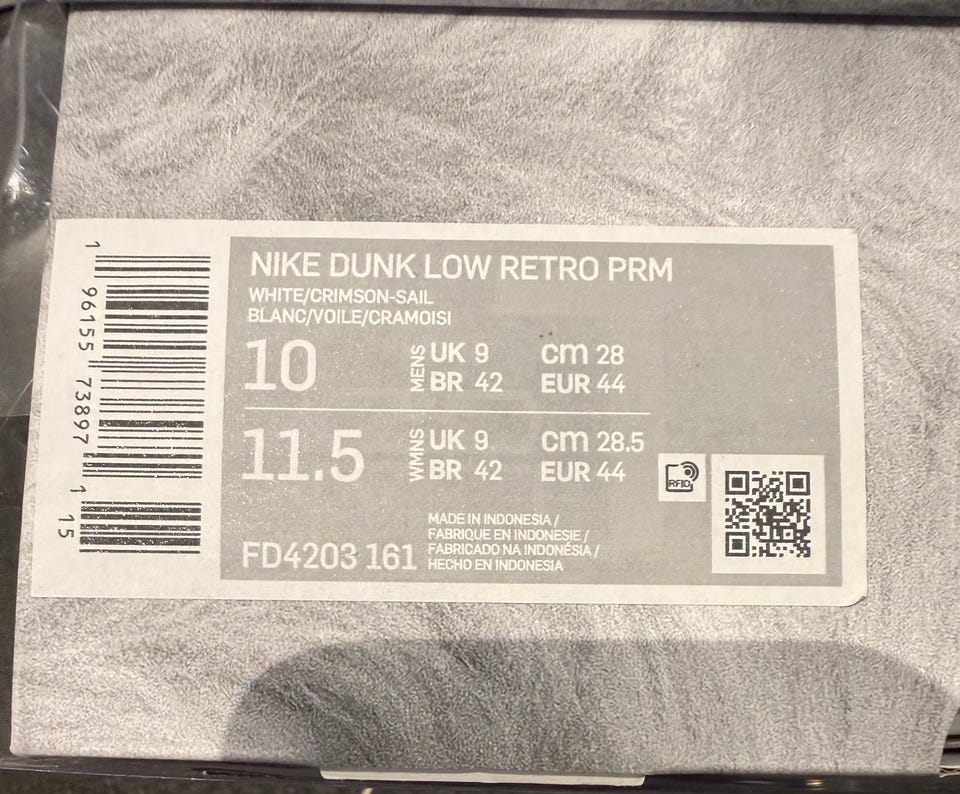 NIKE DUNK LOW RETRO PRM
WHITE/CRIMSON-SAIL
BLANC/VOILE/CRAMOISI
10 MENS UK 9 cm 28
BR 42 EUR 44
11.5 WMNS UK 9 cm 28.5
BR 42 EUR 44
RFID
FD4203 161
MADE IN INDONESIA /
FABRIQUE EN INDONESIE /
FABRICADO NA INDONÉSIA /
HECHO EN INDONESIA
1 96155 73897 1 15